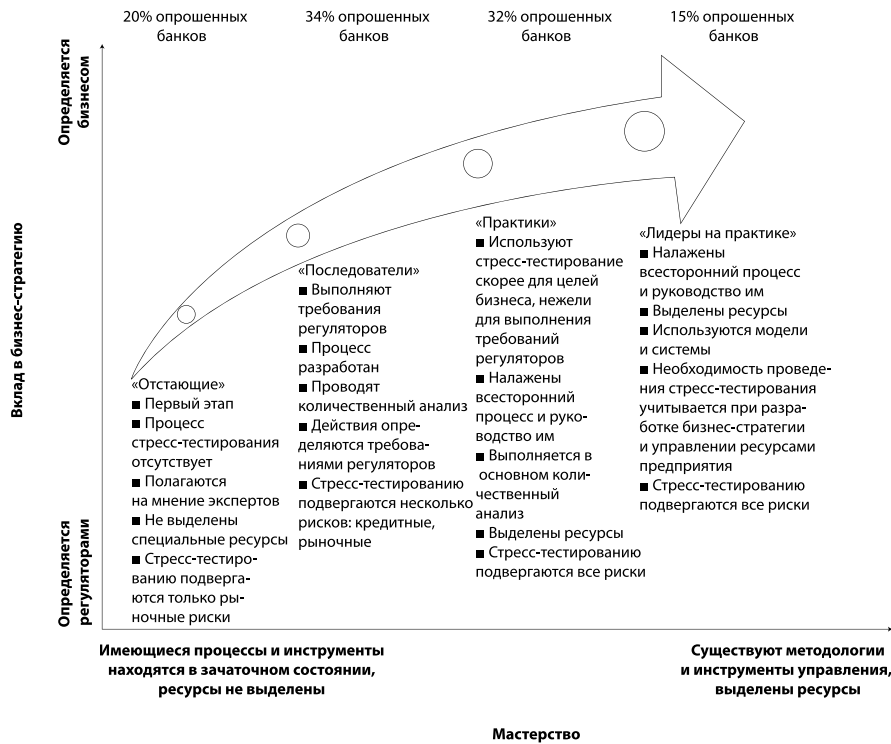 20% опрошенных
банков
34% опрошенных
банков
32% опрошенных
банков
15% опрошенных
банков
Определяется
бизнесом
Вклад в бизнес-стратегию
Определяется
регуляторами
«Отстающие»
■ Первый этап
■ Процесс
стресс-тестирования
отсутствует
■ Полагаются
на мнение экспертов
■ Не выделены
специальные ресурсы
■ Стресс-тестиро-
ванию подверга-
ются только ры-
ночные риски
«Последователи»
■ Выполняют
требования
регуляторов
■ Процесс
разработан
■ Проводят
количественный анализ
■ Действия опре-
деляются требова-
ниями регуляторов
■ Стресс-тестированию
подвергаются несколько
рисков: кредитные,
рыночные
«Практики»
■ Используют
стресс-тестирование
скорее для целей
бизнеса, нежели
для выполнения
требований
регуляторов
■ Налажены
всесторонний
процесс и руко-
водство им
■ Выполняется в
основном коли-
чественный
анализ
■ Выделены ресурсы
■ Стресс-тестированию
подвергаются все риски
«Лидеры на практике»
■ Налажены
всесторонний процесс
и руководство им
■ Выделены ресурсы
■ Используются модели
и системы
■ Необходимость проведе-
ния стресс-тестирования
учитывается при разра-
ботке бизнес-стратегии
и управлении ресурсами
предприятия
■ Стресс-тестированию
подвергаются все риски
Имеющиеся процессы и инструменты
находятся в зачаточном состоянии,
ресурсы не выделены
Существуют методологии
и инструменты управления,
выделены ресурсы
Мастерство